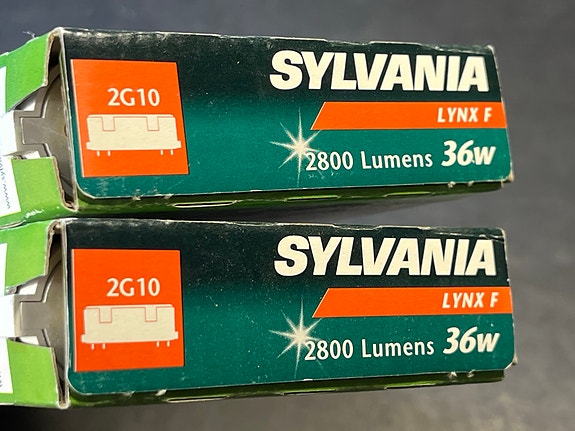 SYLVANIA
2G10
LYNX F
2800 Lumens 36w
SYLVANIA
2G10
LYNX F
2800 Lumens 36w